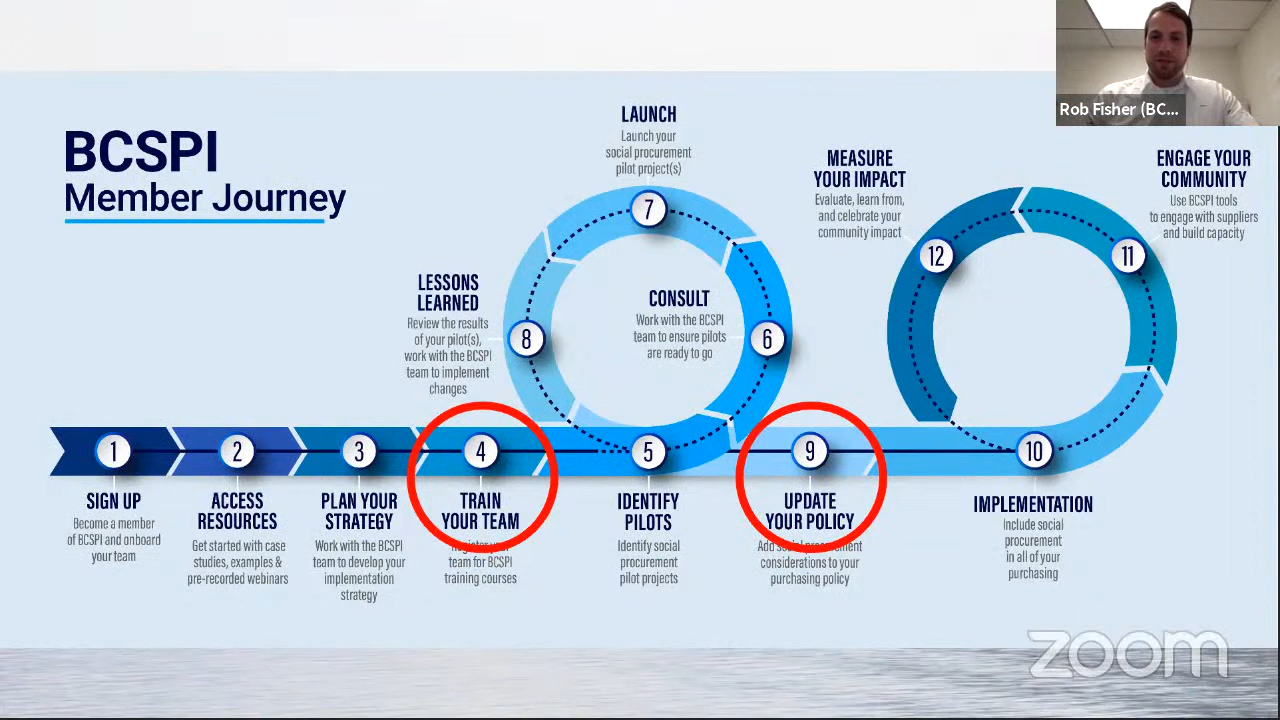 Rob Fisher (BC...
BCSPI
Member Journey
1
SIGN UP
Become a member
of BCSPI and onboard
your team
2
ACCESS
RESOURCES
Get started with case
studies, examples &
pre-recorded webinars
3
PLAN YOUR
STRATEGY
Work with the BCSPI
team to develop your
implementation
strategy
4
TRAIN
YOUR TEAM
Register your
team for BCSPI
training courses
5
IDENTIFY
PILOTS
Identify social
procurement
pilot projects
6
CONSULT
Work with the BCSPI
team to ensure pilots
are ready to go
7
LAUNCH
Launch your
social procurement
pilot project(s)
8
LESSONS
LEARNED
Review the results
of your pilot(s),
work with the BCSPI
team to implement
changes
9
UPDATE
YOUR POLICY
Add social procurement
considerations to your
purchasing policy
10
IMPLEMENTATION
Include social
procurement
in all of your
purchasing
11
ENGAGE YOUR
COMMUNITY
Use BCSPI tools
to engage with suppliers
and build capacity
12
MEASURE
YOUR IMPACT
Evaluate, learn from,
and celebrate your
community impact
zoom